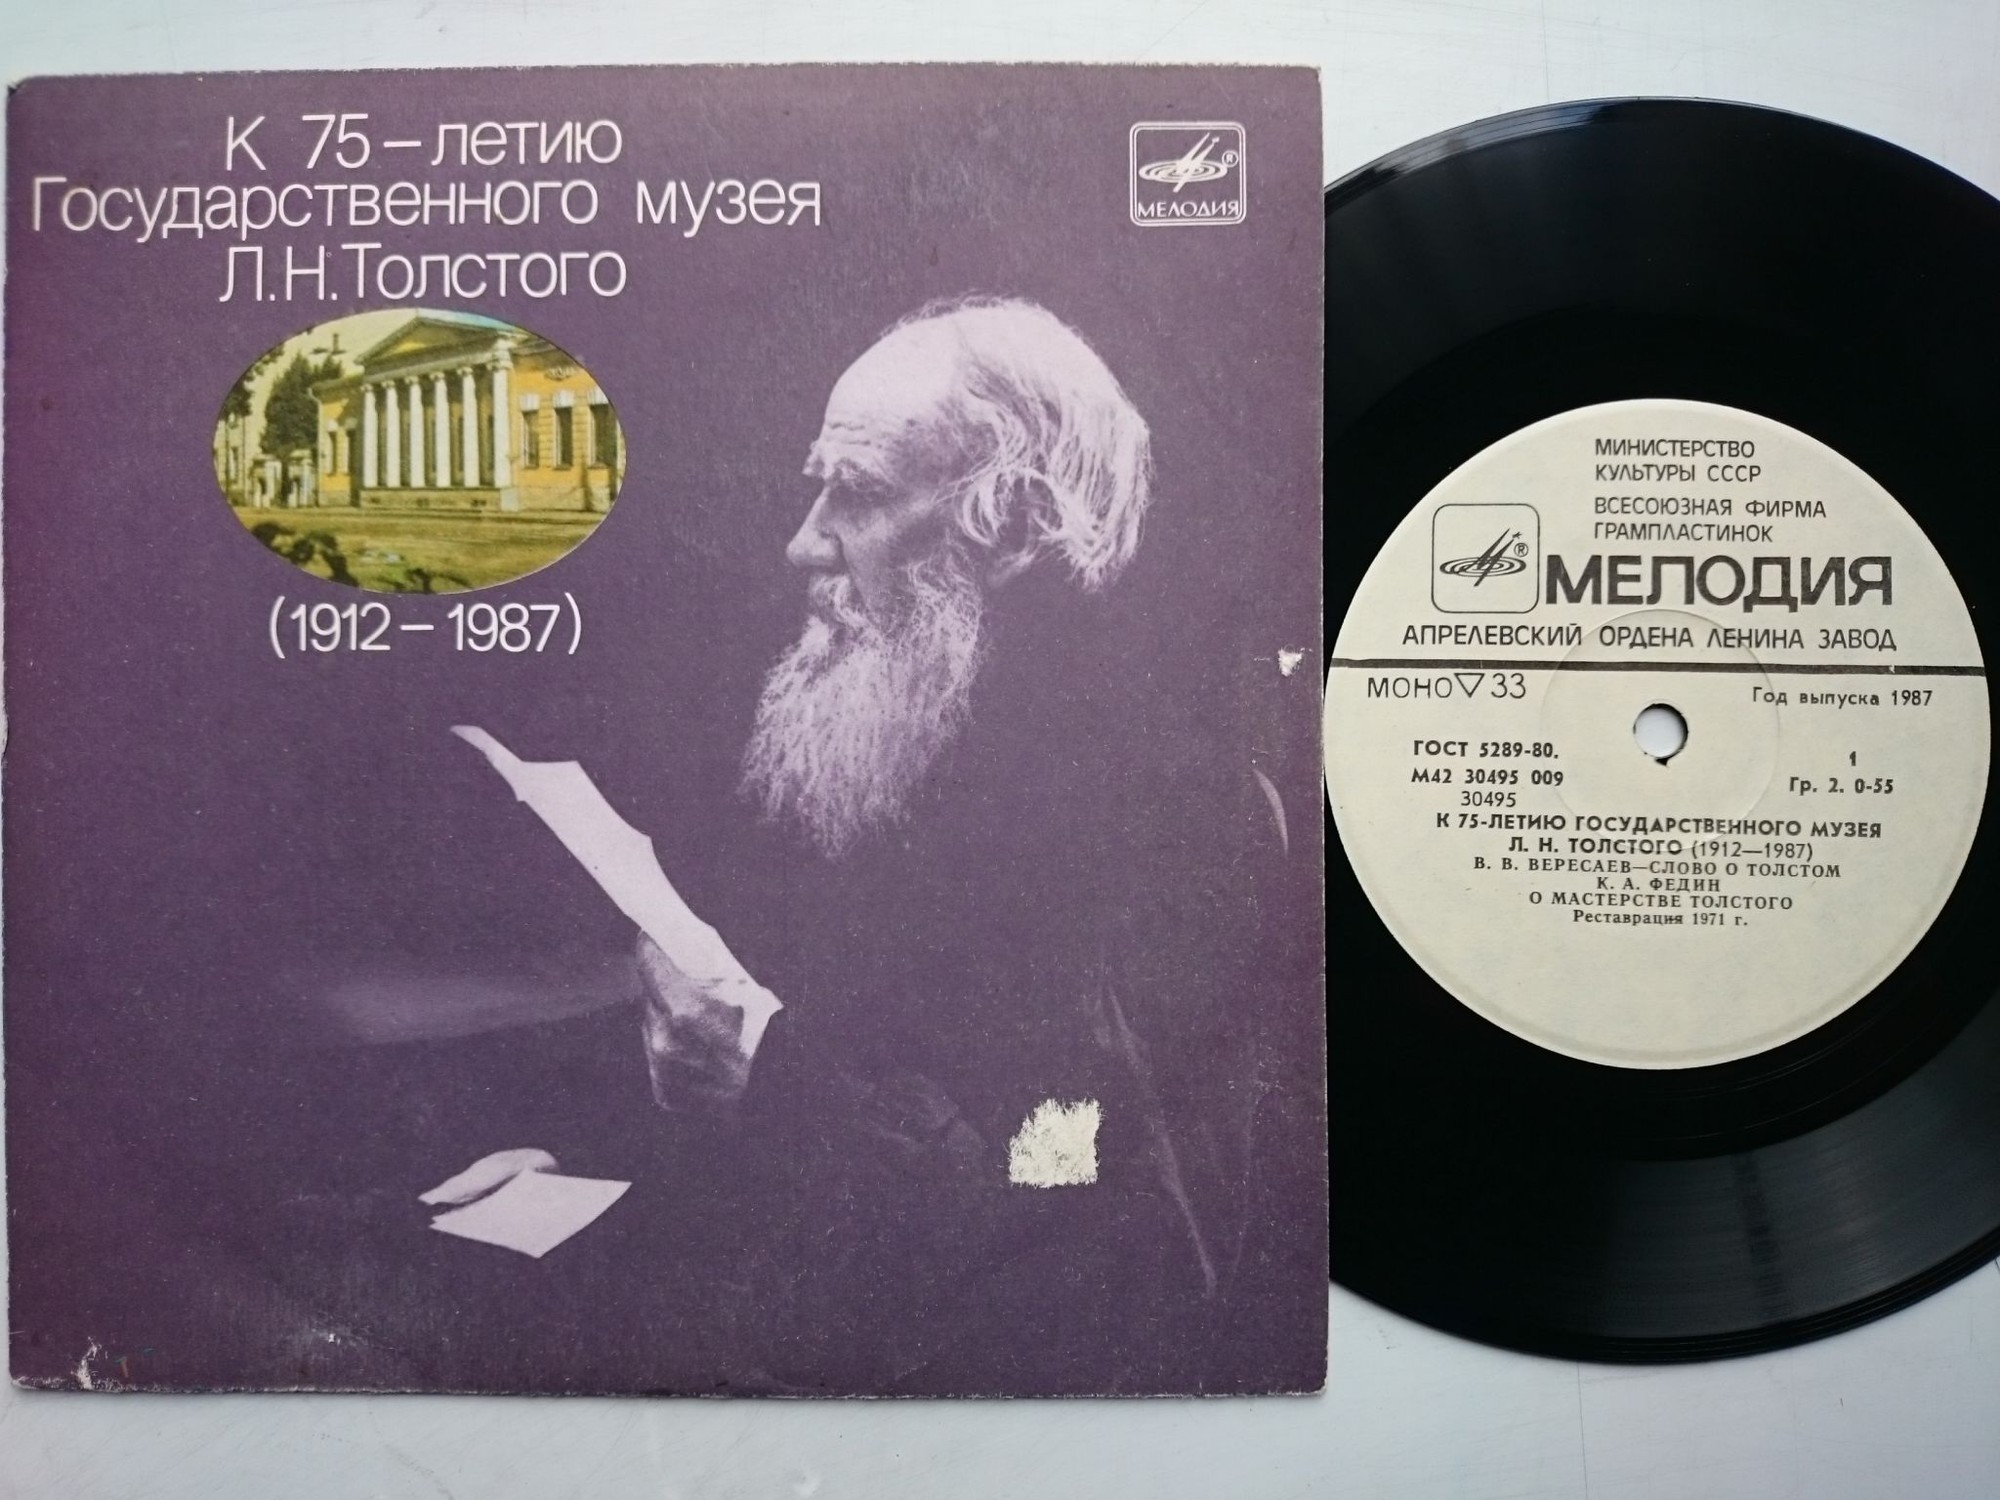 К 75-летию
Государственного музея
Л.Н.Толстого
(1912-1987)
®
МЕЛОДИЯ
МИНИСТЕРСТВО
КУЛЬТУРЫ СССР
ВСЕСОЮЗНАЯ ФИРМА
ГРАМПЛАСТИНОК
® МЕЛОДИЯ
АПРЕЛЕВСКИЙ ОРДЕНА ЛЕНИНА ЗАВОД
МОНО▽33 Год выпуска 1987
ГОСТ 5289-80. 1
М42 30495 009 Гр. 2. 0-55
30495
К 75-ЛЕТИЮ ГОСУДАРСТВЕННОГО МУЗЕЯ
Л. Н. ТОЛСТОГО (1912—1987)
В. В. ВЕРЕСАЕВ—СЛОВО О ТОЛСТОМ
К. А. ФЕДИН
О МАСТЕРСТВЕ ТОЛСТОГО
Реставрация 1971 г.